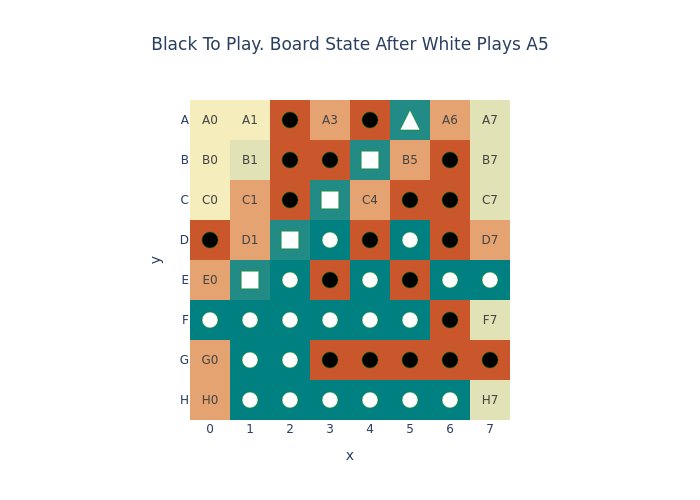 Black To Play. Board State After White Plays A5
A A0 A1 A3 A6 A7
B B0 B1 B5 B7
C C0 C1 C4 C7
D D1 D7
y
E E0
F F7
G G0
H H0 H7
0 1 2 3 4 5 6 7
x